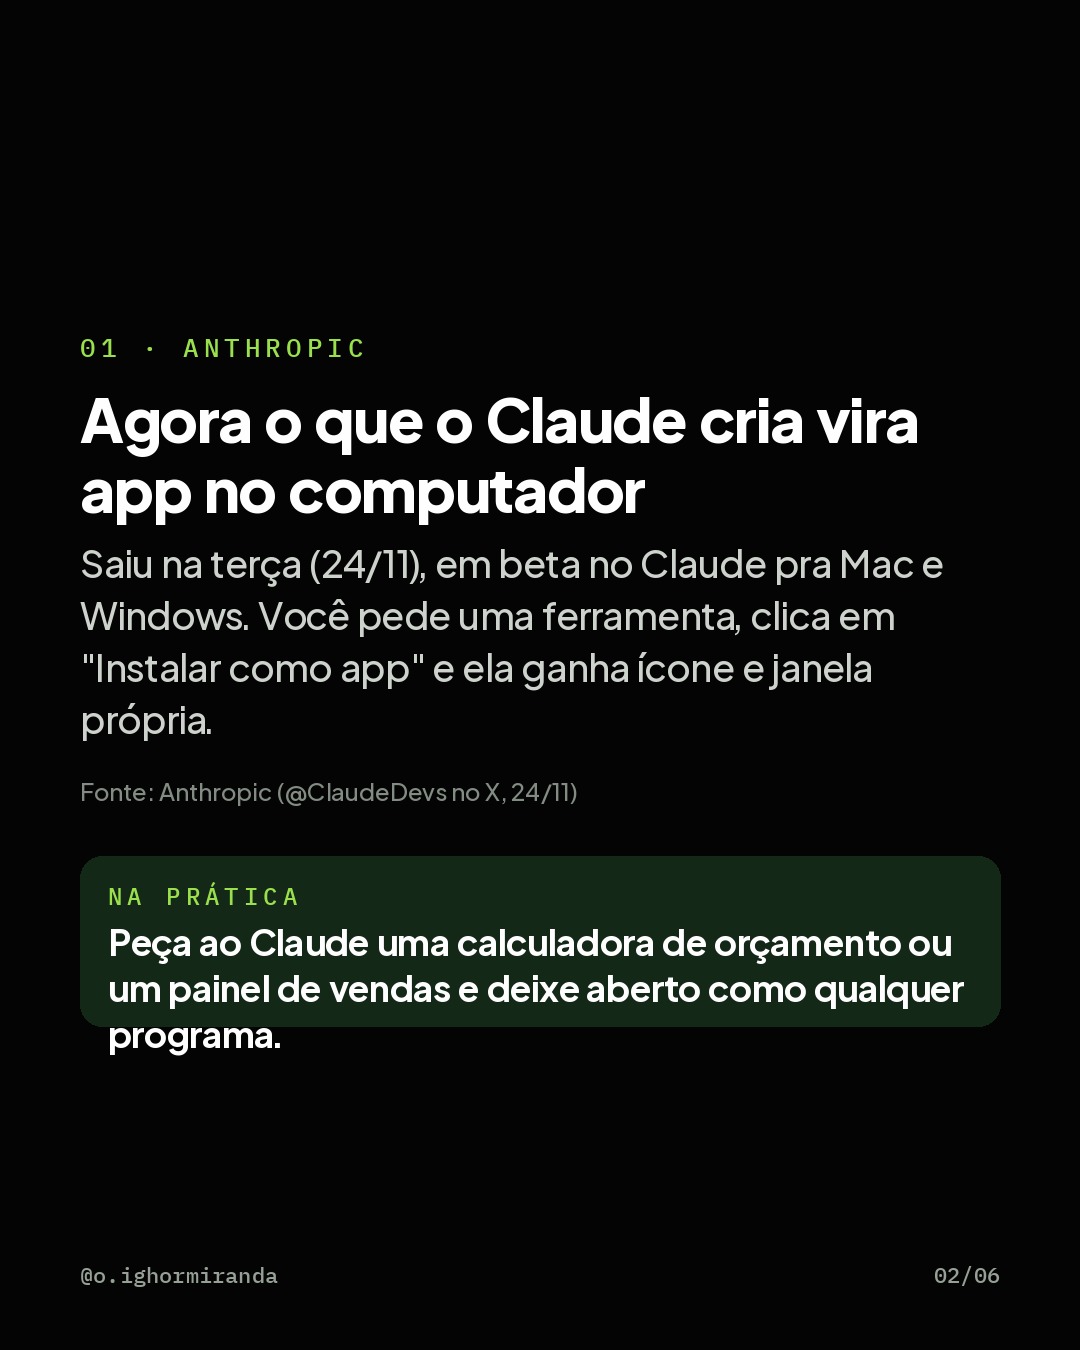 01 · ANTHROPIC
Agora o que o Claude cria vira
app no computador
Saiu na terça (24/11), em beta no Claude pra Mac e
Windows. Você pede uma ferramenta, clica em
"Instalar como app" e ela ganha ícone e janela
própria.
Fonte: Anthropic (@ClaudeDevs no X, 24/11)
NA PRÁTICA
Peça ao Claude uma calculadora de orçamento ou
um painel de vendas e deixe aberto como qualquer
programa.
@o.ighormiranda
02/06